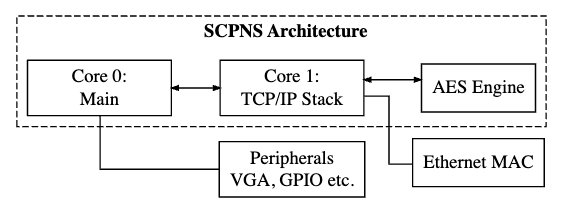 SCPNS Architecture
Core 0:
Main
Core 1:
TCP/IP Stack
AES Engine
Peripherals
VGA, GPIO etc.
Ethernet MAC